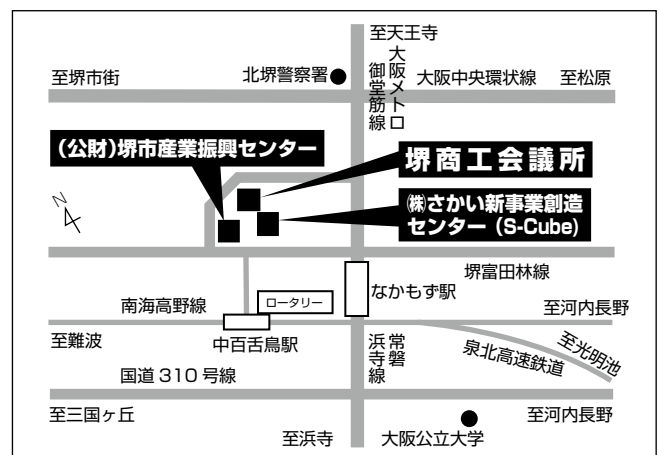 至天王寺
大阪メトロ
御堂筋線
至堺市街
北堺警察署
大阪中央環状線
至松原
(公財)堺市産業振興センター
堺商工会議所
㈱さかい新事業創造
センター (S-Cube)
N
堺富田林線
なかもず駅
ロータリー
南海高野線
至河内長野
至難波
中百舌鳥駅
常磐
浜寺線
泉北高速鉄道
至光明池
国道310号線
至三国ヶ丘
至河内長野
至浜寺
大阪公立大学